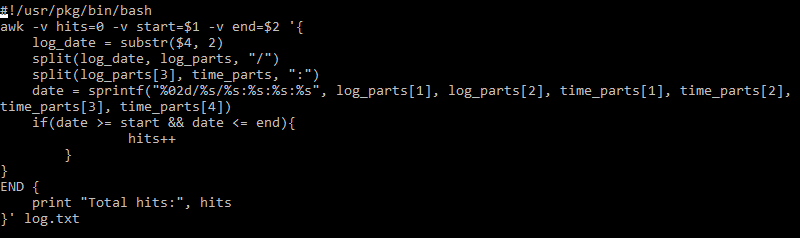 #!/usr/pkg/bin/bash
awk -v hits=0 -v start=$1 -v end=$2 '{
    log_date = substr($4, 2)
    split(log_date, log_parts, "/")
    split(log_parts[3], time_parts, ":")
    date = sprintf("%02d/%s/%s:%s:%s:%s", log_parts[1], log_parts[2], time_parts[1], time_parts[2],
time_parts[3], time_parts[4])
    if(date >= start && date <= end){
                hits++
        }
}
END {
    print "Total hits:", hits
}' log.txt